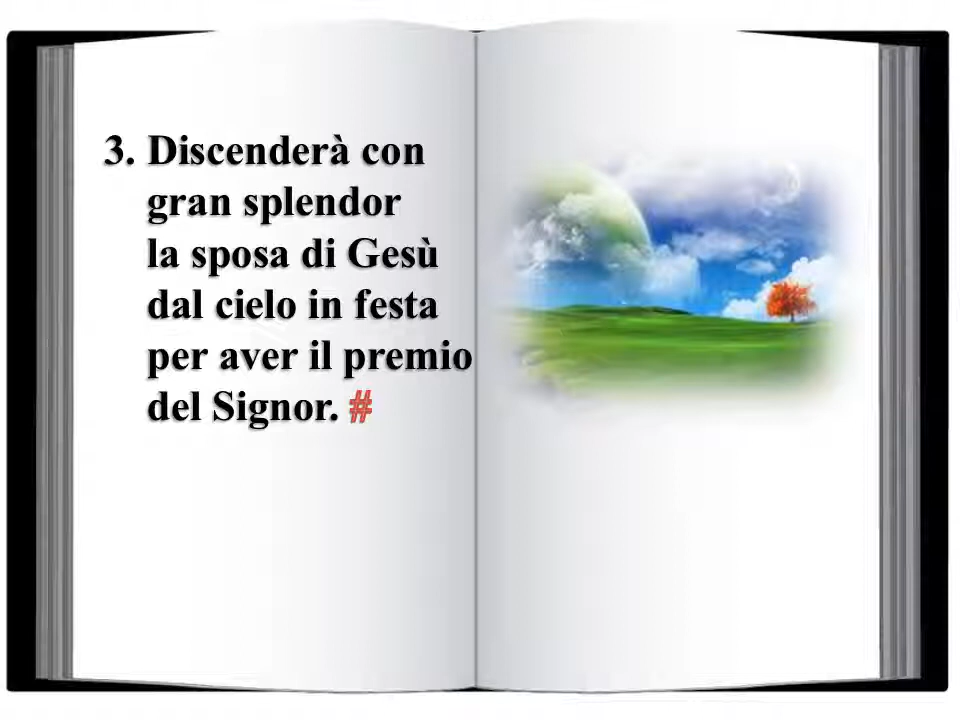 3. Discenderà con
gran splendor
la sposa di Gesù
dal cielo in festa
per aver il premio
del Signor. #